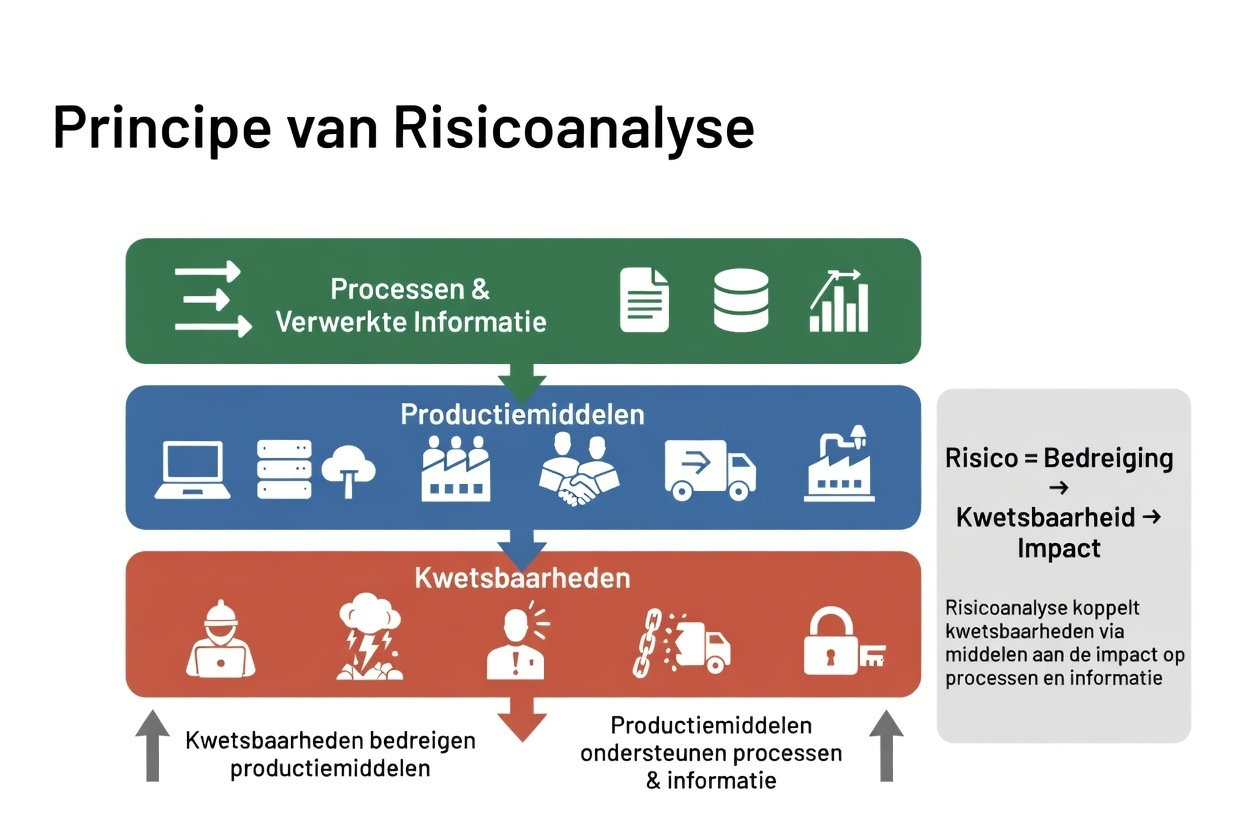 Principe van Risicoanalyse
Processen &
Verwerkte Informatie
Productiemiddelen
Kwetsbaarheden
Kwetsbaarheden bedreigen
productiemiddelen
Productiemiddelen
ondersteunen processen
& informatie
Risico = Bedreiging
→
Kwetsbaarheid →
Impact
Risicoanalyse koppelt
kwetsbaarheden via
middelen aan de impact op
processen en informatie